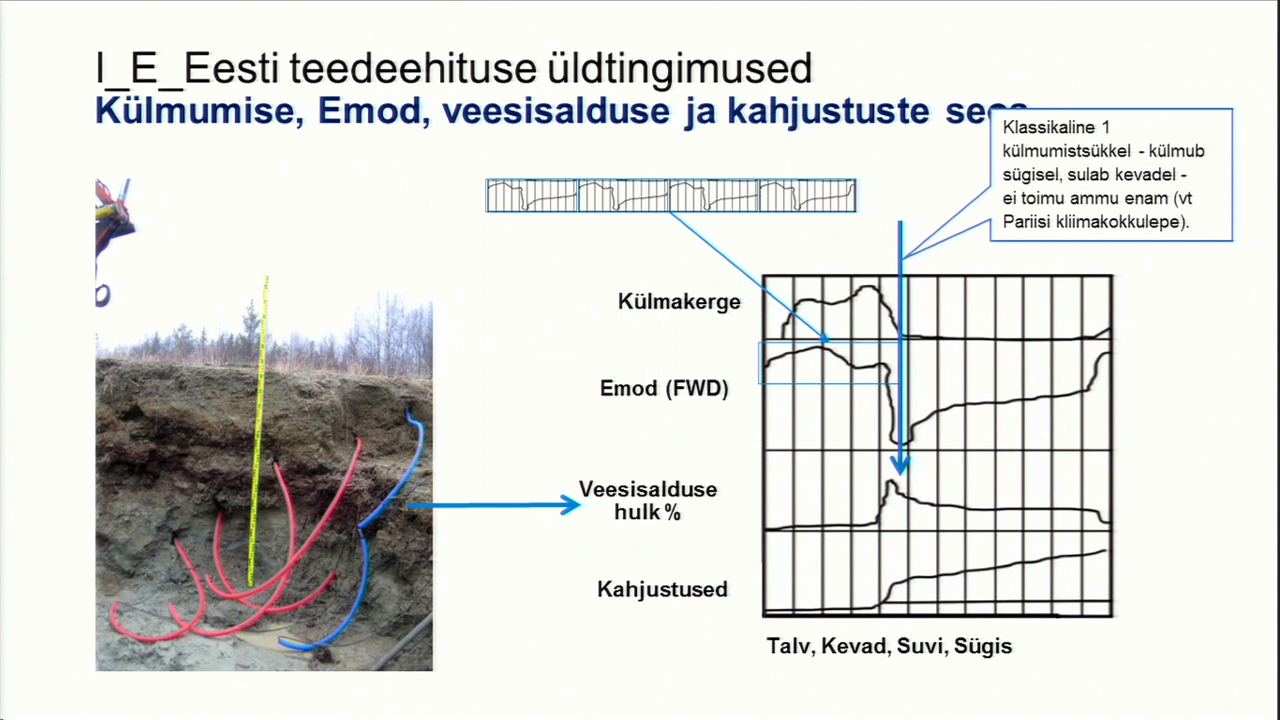 I_E_Eesti teedeehituse üldtingimused
Külmumise, Emod, veesisalduse ja kahjustuste seos
Klassikaline 1
külmumistsükkel - külmub
sügisel, sulab kevadel -
ei toimu ammu enam (vt
Pariisi kliimakokkulepe).
Külmakerge
Emod (FWD)
Veesisalduse
hulk %
Kahjustused
Talv, Kevad, Suvi, Sügis